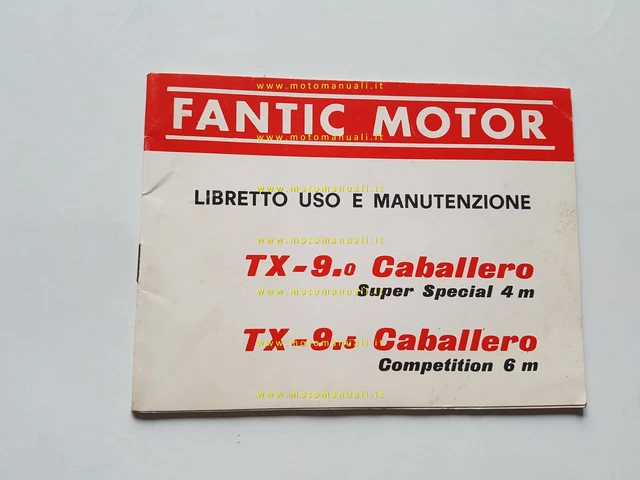 www.motomanuali.it
FANTIC MOTOR
www.motomanuali.it
LIBRETTO USO E MANUTENZIONE
www.motomanuali.it
www.motomanuali.it
TX-9.0 Caballero
Super Special 4 m
www.motomanuali.it
TX-9.5 Caballero
www.motomanuali.it
Competition 6 m
www.motomanuali.it